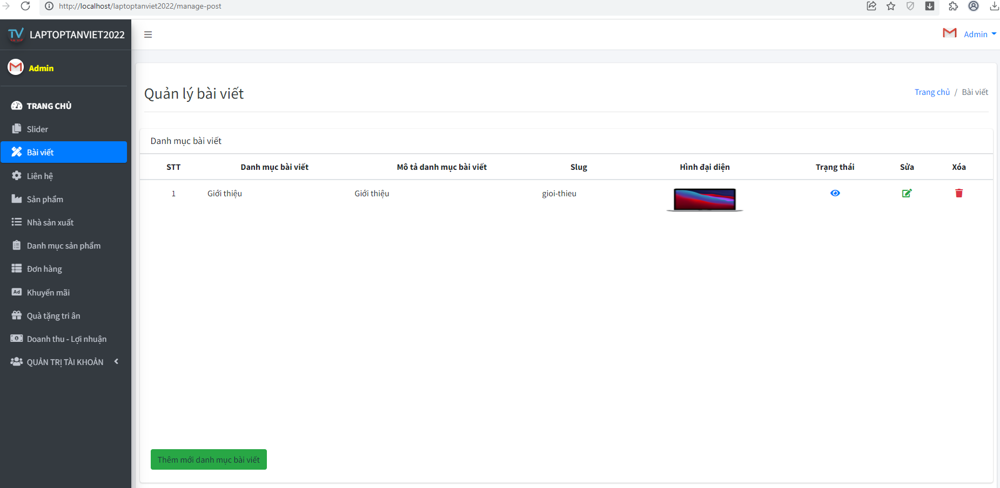 http://localhost/laptoptanviet2022/manage-post
TV LAPTOPTANVIET2022
Admin
Admin
TRANG CHỦ
Slider
Bài viết
Liên hệ
Sản phẩm
Nhà sản xuất
Danh mục sản phẩm
Đơn hàng
Ad Khuyến mãi
Quà tặng tri ân
Doanh thu - Lợi nhuận
QUẢN TRỊ TÀI KHOẢN
Quản lý bài viết
Trang chủ / Bài viết
Danh mục bài viết
STT Danh mục bài viết Mô tả danh mục bài viết Slug Hình đại diện Trạng thái Sửa Xóa
1 Giới thiệu Giới thiệu gioi-thieu
Thêm mới danh mục bài viết